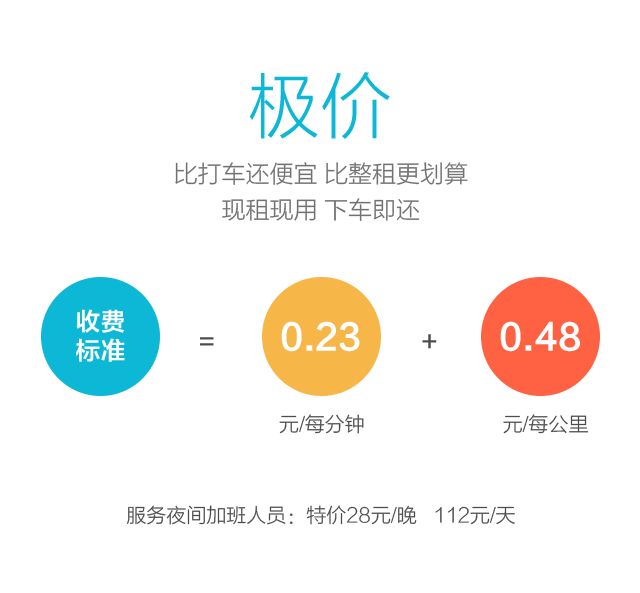 极价
比打车还便宜 比整租更划算
现租现用 下车即还
收费
标准
=
0.23
+
0.48
元/每分钟
元/每公里
服务夜间加班人员：特价28元/晚 112元/天